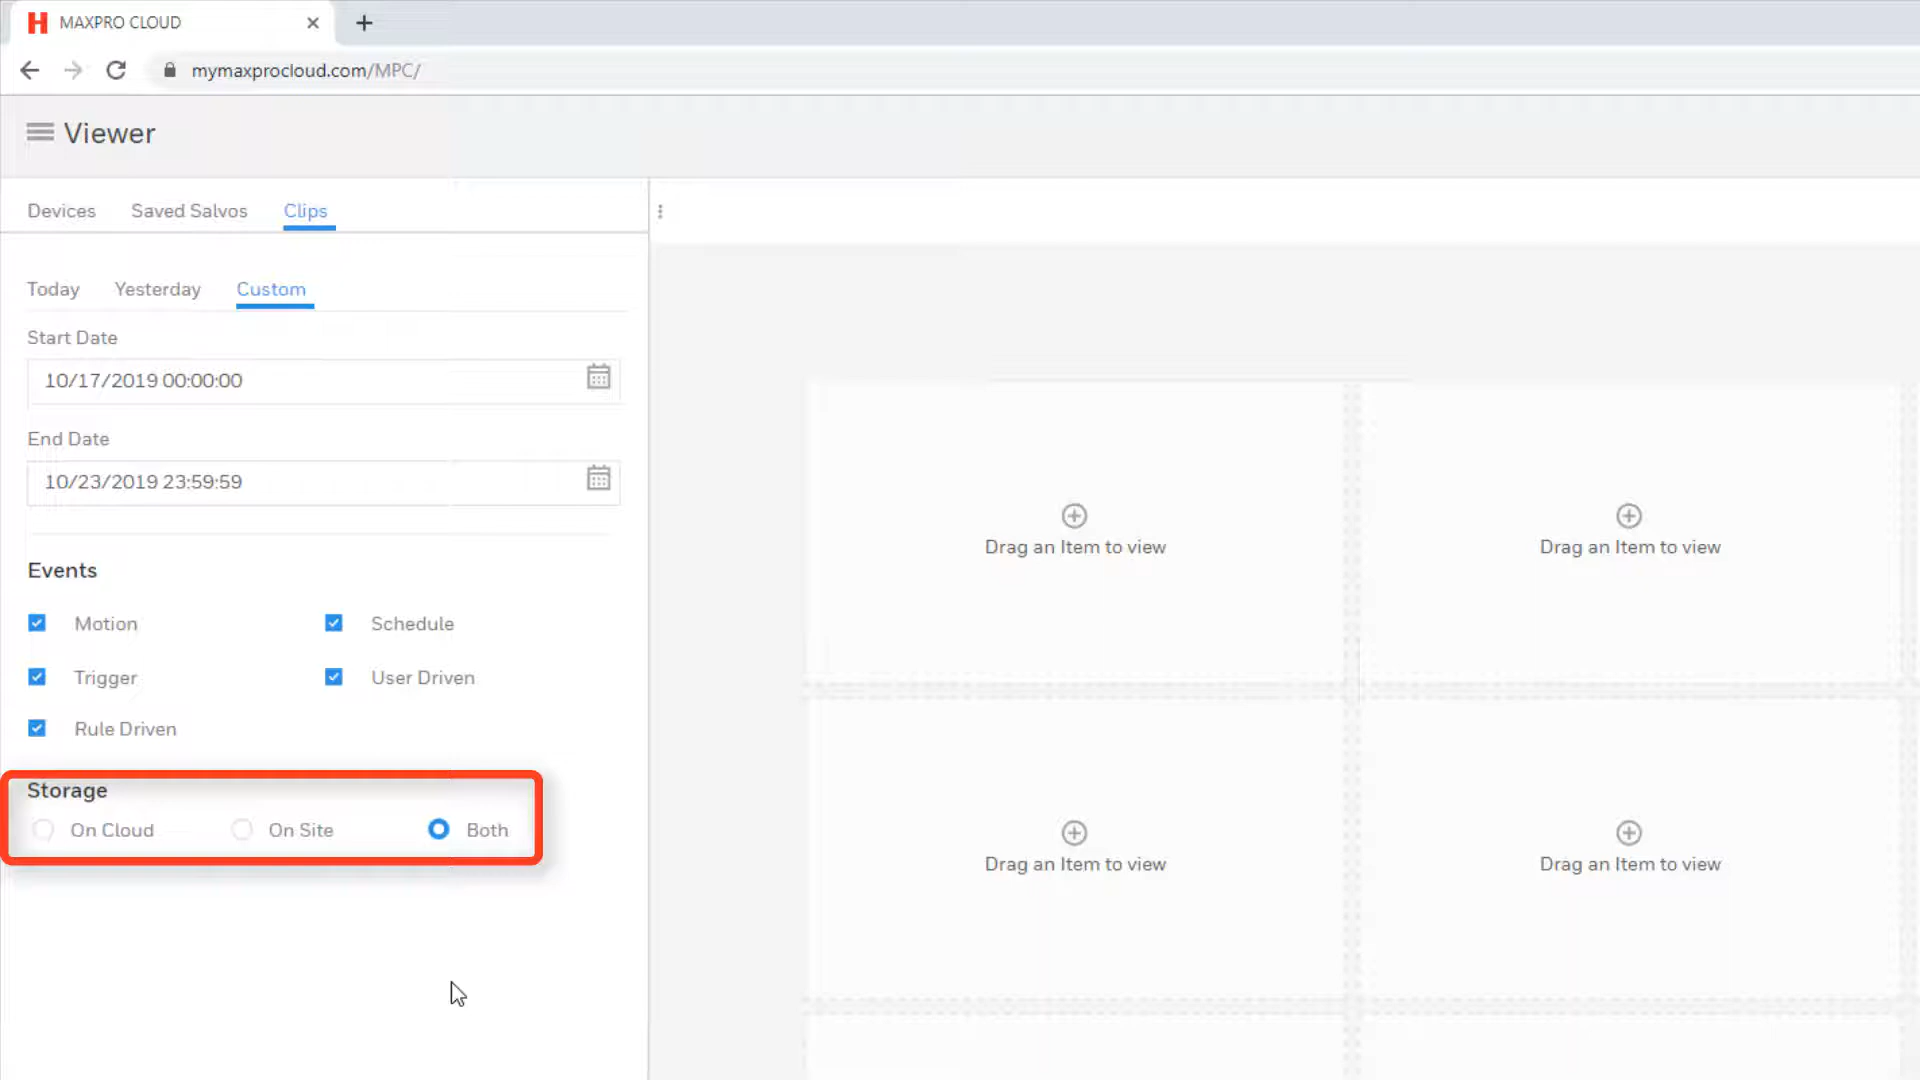 MAXPRO CLOUD
mymaxprocloud.com/MPC/
Viewer
Devices Saved Salvos Clips
Today Yesterday Custom
Start Date
10/17/2019 00:00:00
End Date
10/23/2019 23:59:59
Events
Motion Schedule
Trigger User Driven
Rule Driven
Storage
On Cloud On Site Both
Drag an Item to view Drag an Item to view
Drag an Item to view Drag an Item to view